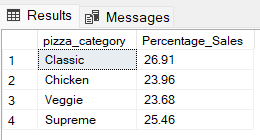 Results Messages
pizza_category Percentage_Sales
1 Classic 26.91
2 Chicken 23.96
3 Veggie 23.68
4 Supreme 25.46